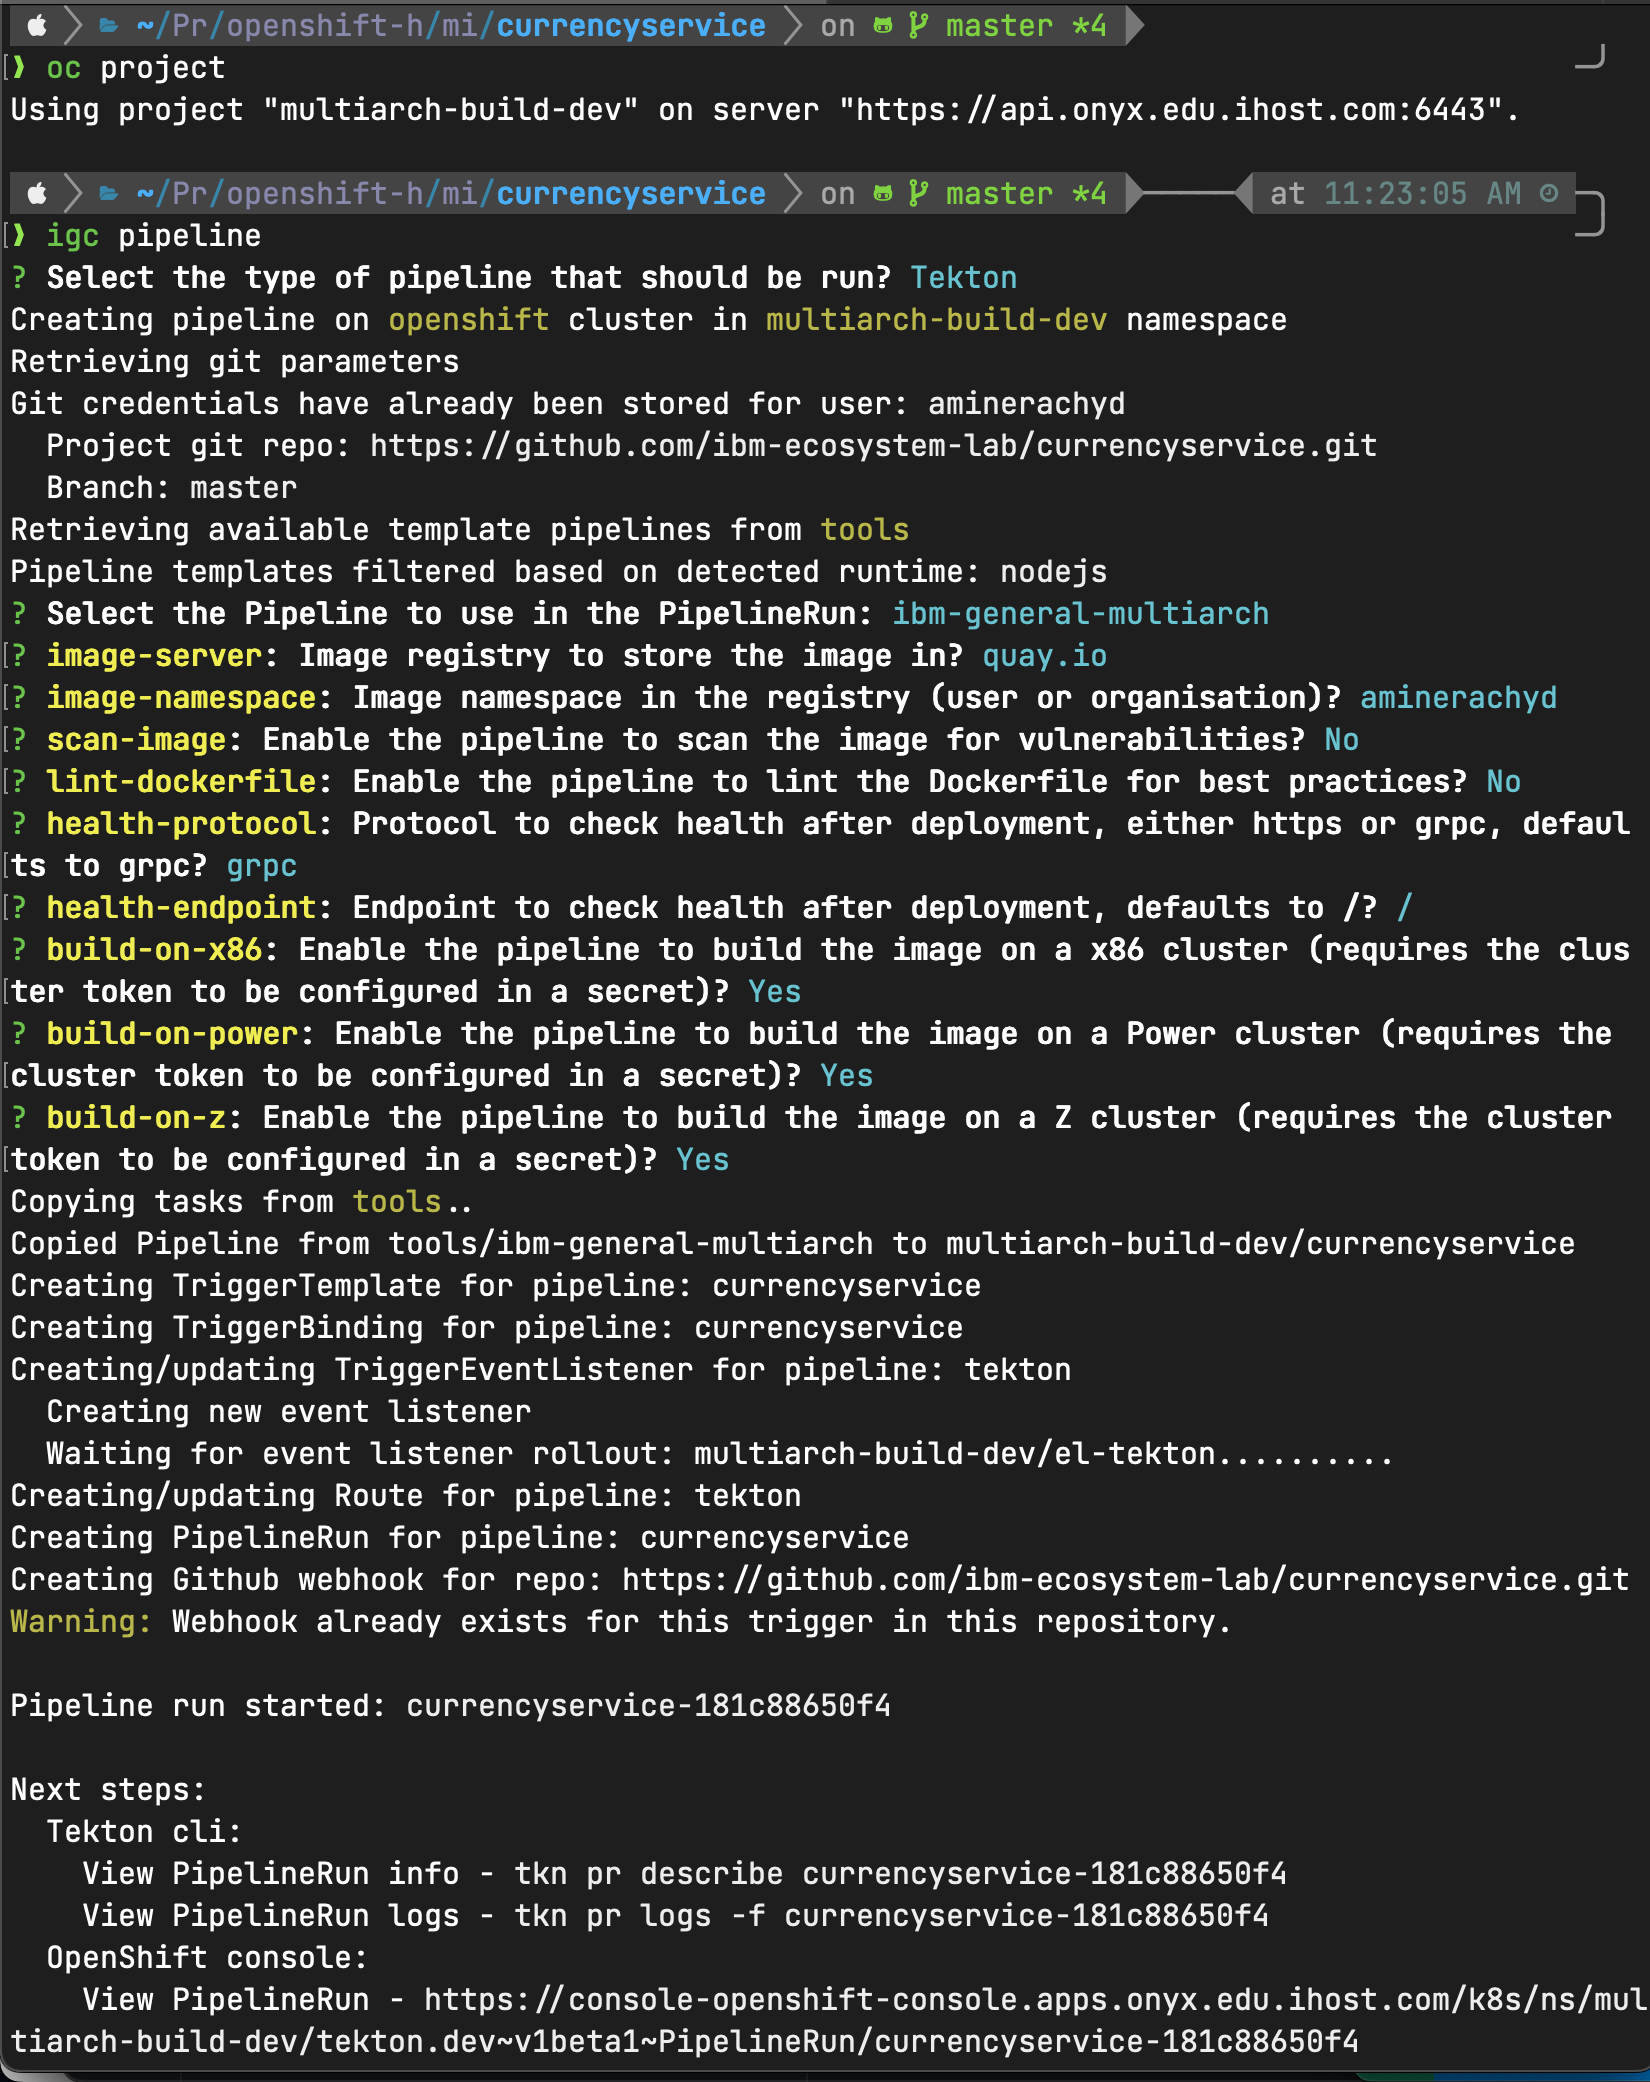 ~/Pr/openshift-h/mi/currencyservice on master *4
❯ oc project
Using project "multiarch-build-dev" on server "https://api.onyx.edu.ihost.com:6443".
~/Pr/openshift-h/mi/currencyservice on master *4 at 11:23:05 AM
❯ igc pipeline
? Select the type of pipeline that should be run? Tekton
Creating pipeline on openshift cluster in multiarch-build-dev namespace
Retrieving git parameters
Git credentials have already been stored for user: aminerachyd
Project git repo: https://github.com/ibm-ecosystem-lab/currencyservice.git
Branch: master
Retrieving available template pipelines from tools
Pipeline templates filtered based on detected runtime: nodejs
? Select the Pipeline to use in the PipelineRun: ibm-general-multiarch
[? image-server: Image registry to store the image in? quay.io
[? image-namespace: Image namespace in the registry (user or organisation)? aminerachyd
[? scan-image: Enable the pipeline to scan the image for vulnerabilities? No
[? lint-dockerfile: Enable the pipeline to lint the Dockerfile for best practices? No
? health-protocol: Protocol to check health after deployment, either https or grpc, defaul
[ts to grpc? grpc
[? health-endpoint: Endpoint to check health after deployment, defaults to /? /
? build-on-x86: Enable the pipeline to build the image on a x86 cluster (requires the clus
[ter token to be configured in a secret)? Yes
? build-on-power: Enable the pipeline to build the image on a Power cluster (requires the
[cluster token to be configured in a secret)? Yes
? build-on-z: Enable the pipeline to build the image on a Z cluster (requires the cluster
[token to be configured in a secret)? Yes
Copying tasks from tools..
Copied Pipeline from tools/ibm-general-multiarch to multiarch-build-dev/currencyservice
Creating TriggerTemplate for pipeline: currencyservice
Creating TriggerBinding for pipeline: currencyservice
Creating/updating TriggerEventListener for pipeline: tekton
Creating new event listener
Waiting for event listener rollout: multiarch-build-dev/el-tekton..........
Creating/updating Route for pipeline: tekton
Creating PipelineRun for pipeline: currencyservice
Creating Github webhook for repo: https://github.com/ibm-ecosystem-lab/currencyservice.git
Warning: Webhook already exists for this trigger in this repository.
Pipeline run started: currencyservice-181c88650f4
Next steps:
Tekton cli:
View PipelineRun info - tkn pr describe currencyservice-181c88650f4
View PipelineRun logs - tkn pr logs -f currencyservice-181c88650f4
OpenShift console:
View PipelineRun - https://console-openshift-console.apps.onyx.edu.ihost.com/k8s/ns/mul
tiarch-build-dev/tekton.dev~v1beta1~PipelineRun/currencyservice-181c88650f4